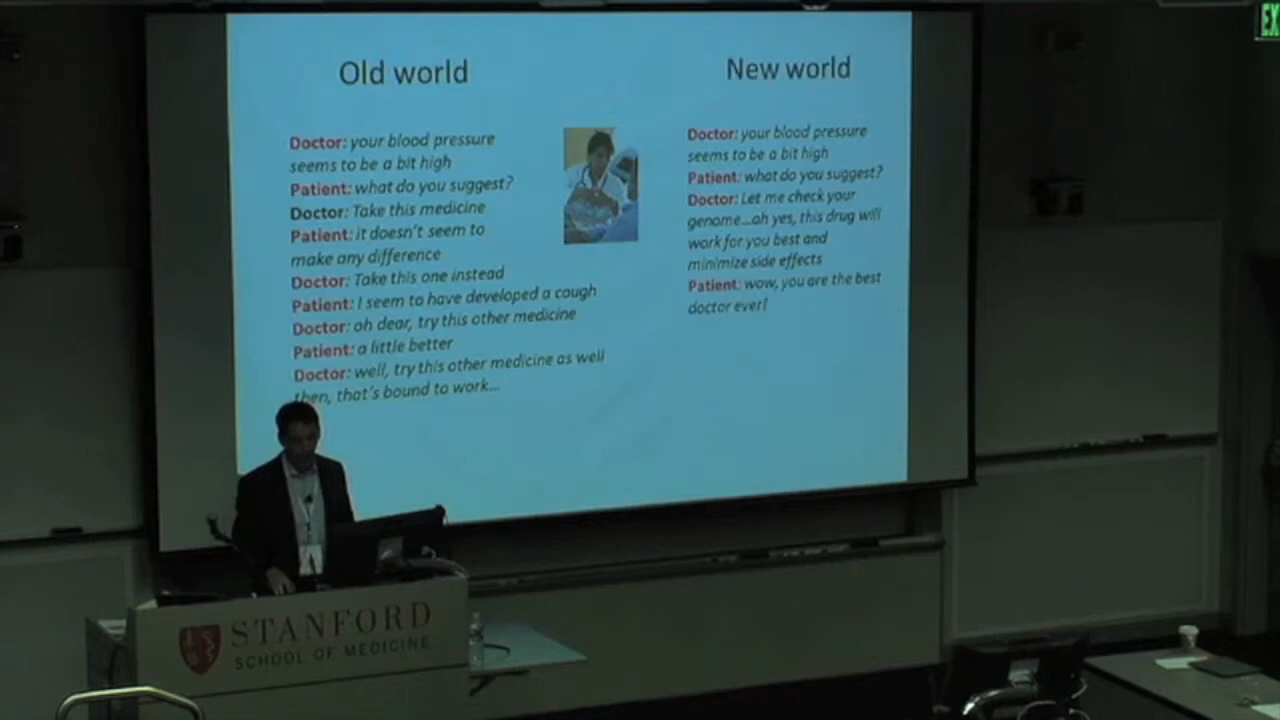 Old world
Doctor: your blood pressure
seems to be a bit high
Patient: what do you suggest?
Doctor: Take this medicine
Patient: it doesn't seem to
make any difference
Doctor: Take this one instead
Patient: I seem to have developed a cough
Doctor: oh dear, try this other medicine
Patient: a little better
Doctor: well, try this other medicine as well
then, that's bound to work...
New world
Doctor: your blood pressure
seems to be a bit high
Patient: what do you suggest?
Doctor: Let me check your
genome...ah yes, this drug will
work for you best and
minimize side effects
Patient: wow, you are the best
doctor ever!
EX
STANFORD
SCHOOL OF MEDICINE